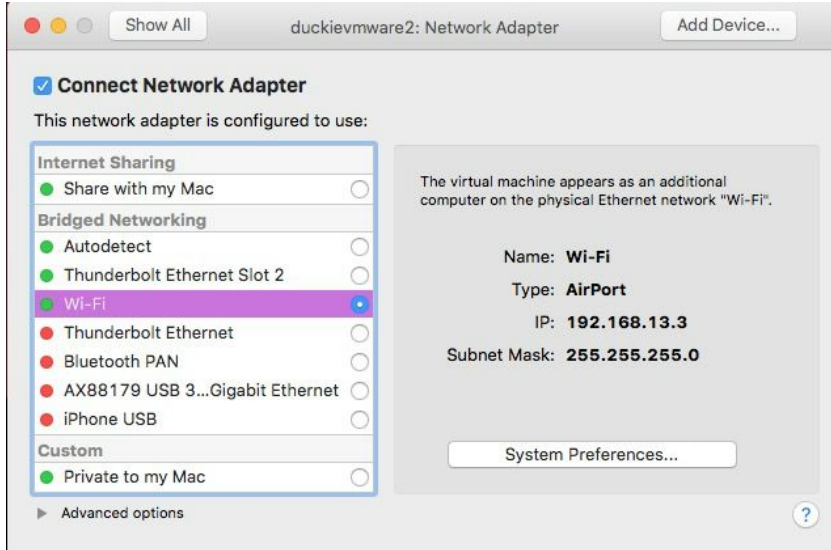 Show All
duckievmware2: Network Adapter
Add Device...
Connect Network Adapter
This network adapter is configured to use:
Internet Sharing
Share with my Mac
Bridged Networking
Autodetect
Thunderbolt Ethernet Slot 2
Wi-Fi
Thunderbolt Ethernet
Bluetooth PAN
AX88179 USB 3...Gigabit Ethernet
iPhone USB
Custom
Private to my Mac
Advanced options
The virtual machine appears as an additional
computer on the physical Ethernet network "Wi-Fi".
Name: Wi-Fi
Type: AirPort
IP: 192.168.13.3
Subnet Mask: 255.255.255.0
System Preferences...
?